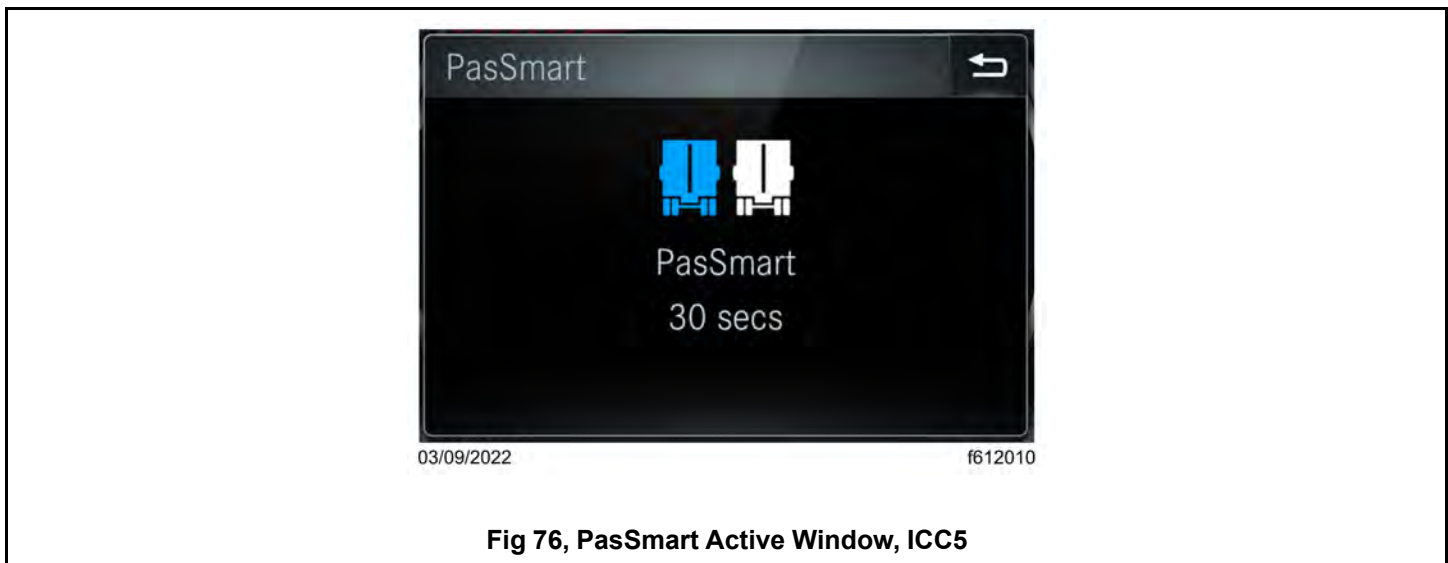 PasSmart
PasSmart
30 secs
03/09/2022 f612010
Fig 76, PasSmart Active Window, ICC5